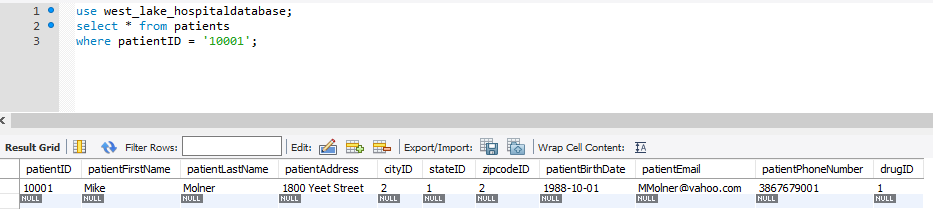 1 use west_lake_hospitaldatabase;
2 select * from patients
3 where patientID = '10001';
Result Grid Filter Rows: Edit: Export/Import: Wrap Cell Content: IA
patientID patientFirstName patientLastName patientAddress cityID stateID zipcodeID patientBirthDate patientEmail patientPhoneNumber drugID
10001 Mike Molner 1800 Yeet Street 2 1 2 1988-10-01 MMolner@vahoo.com 3867679001 1
NULL NULL NULL NULL NULL NULL NULL NULL NULL NULL NULL